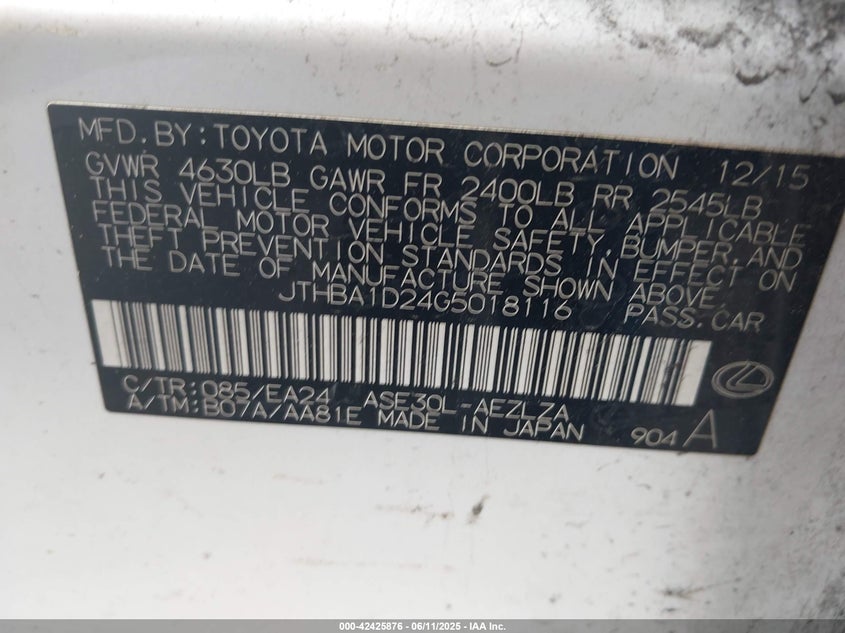 MFD. BY: TOYOTA MOTOR CORPORATION 12/15
GVWR 4630LB GAWR FR 2400LB RR 2545LB
THIS VEHICLE CONFORMS TO ALL APPLICABLE
FEDERAL MOTOR VEHICLE SAFETY, BUMPER, AND
THEFT PREVENTION STANDARDS IN EFFECT ON
THE DATE OF MANUFACTURE SHOWN ABOVE.
JTHBA1D24G5018116 PASS. CAR
C/TR: 085/EA24 ASE30L-AEZLZA
A/TM: B07A/AA81E MADE IN JAPAN 904 A
000-42425876 / 06/11/2025 / IAA Inc.